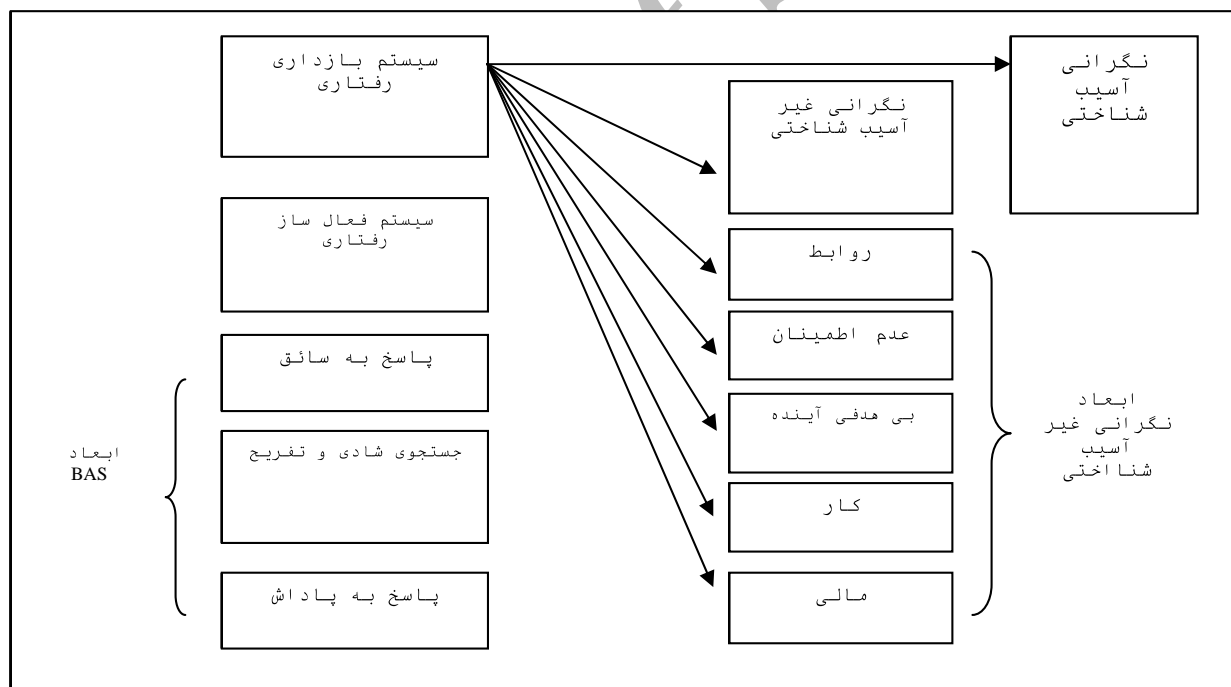 سیستم بازداری
رفتاری
نگرانی
آسیب
شناختی
نگرانی غیر
آسیب شناختی
سیستم فعال ساز
رفتاری
روابط
عدم اطمینان
پاسخ به سائق
بی هدفی آینده
ابعاد
نگرانی غیر
آسیب
شنااختی
جستجوی شادی و تفریح
ابعاد
BAS
کار
پاسخ به پاداش
مالی